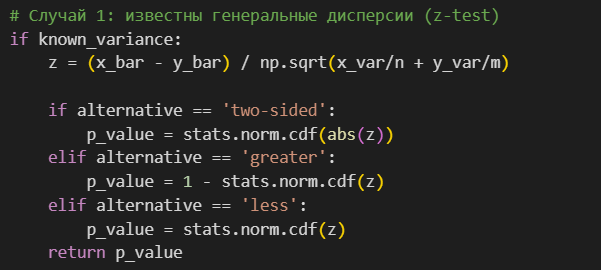 # Случай 1: известны генеральные дисперсии (z-test)
if known_variance:
    z = (x_bar - y_bar) / np.sqrt(x_var/n + y_var/m)

    if alternative == 'two-sided':
        p_value = stats.norm.cdf(abs(z))
    elif alternative == 'greater':
        p_value = 1 - stats.norm.cdf(z)
    elif alternative == 'less':
        p_value = stats.norm.cdf(z)
    return p_value